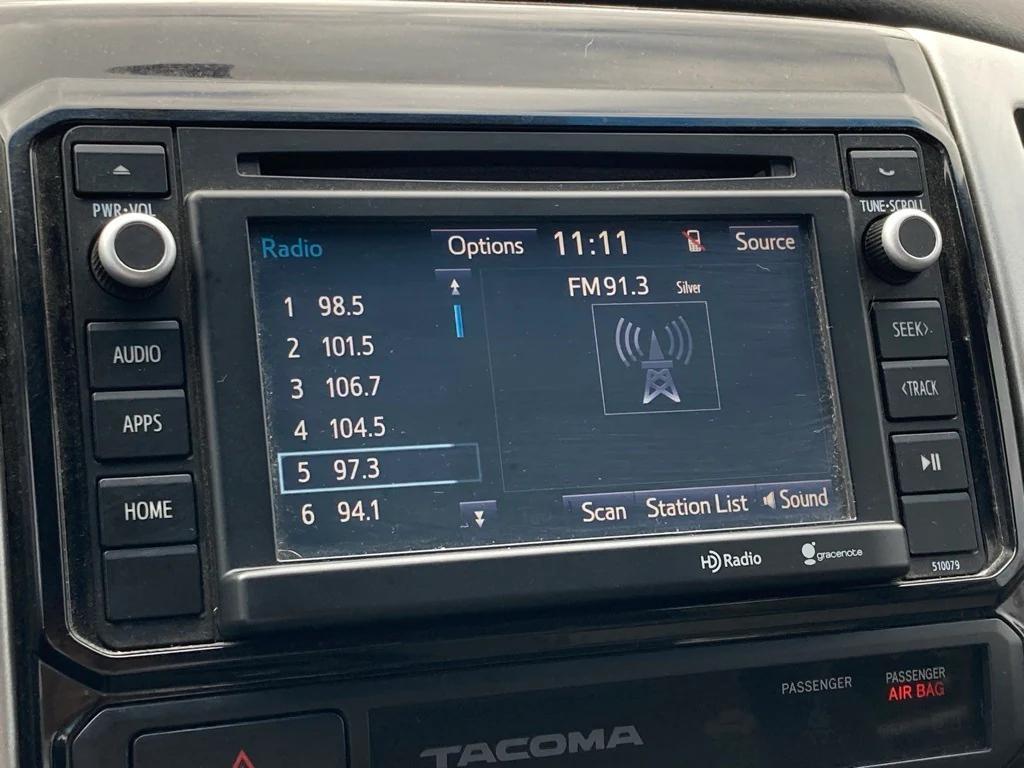 PWR•VOL
TUNE•SCROLL
Radio
Options
11:11
Source
FM 91.3 Silver
1 98.5
2 101.5
3 106.7
4 104.5
5 97.3
6 94.1
Scan
Station List
Sound
AUDIO
APPS
HOME
SEEK>
<TRACK
HD Radio
gracenote
510079
PASSENGER
PASSENGER
AIR BAG
TACOMA